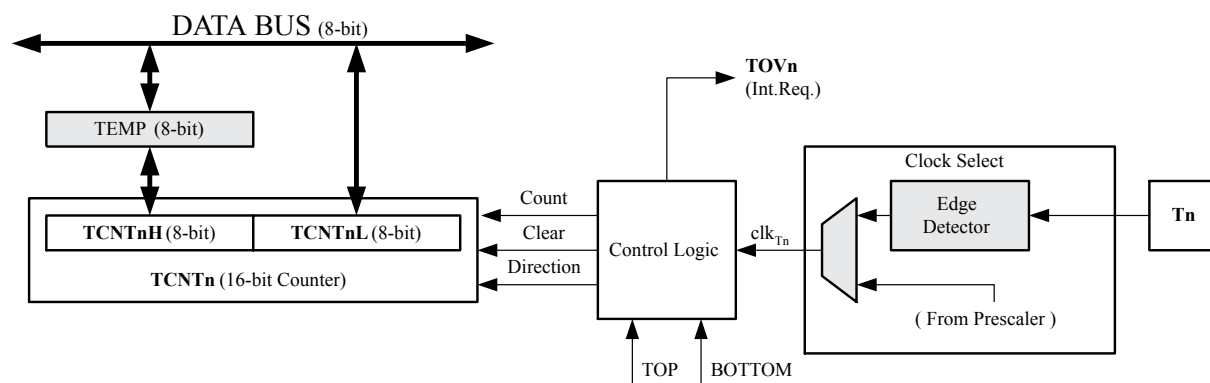 DATA BUS (8-bit)
TEMP (8-bit)
TCNTnH (8-bit)
TCNTnL (8-bit)
TCNTn (16-bit Counter)
Count
Clear
Direction
Control Logic
TOVn
(Int.Req.)
TOP
BOTTOM
clkTn
Clock Select
Edge
Detector
( From Prescaler )
Tn